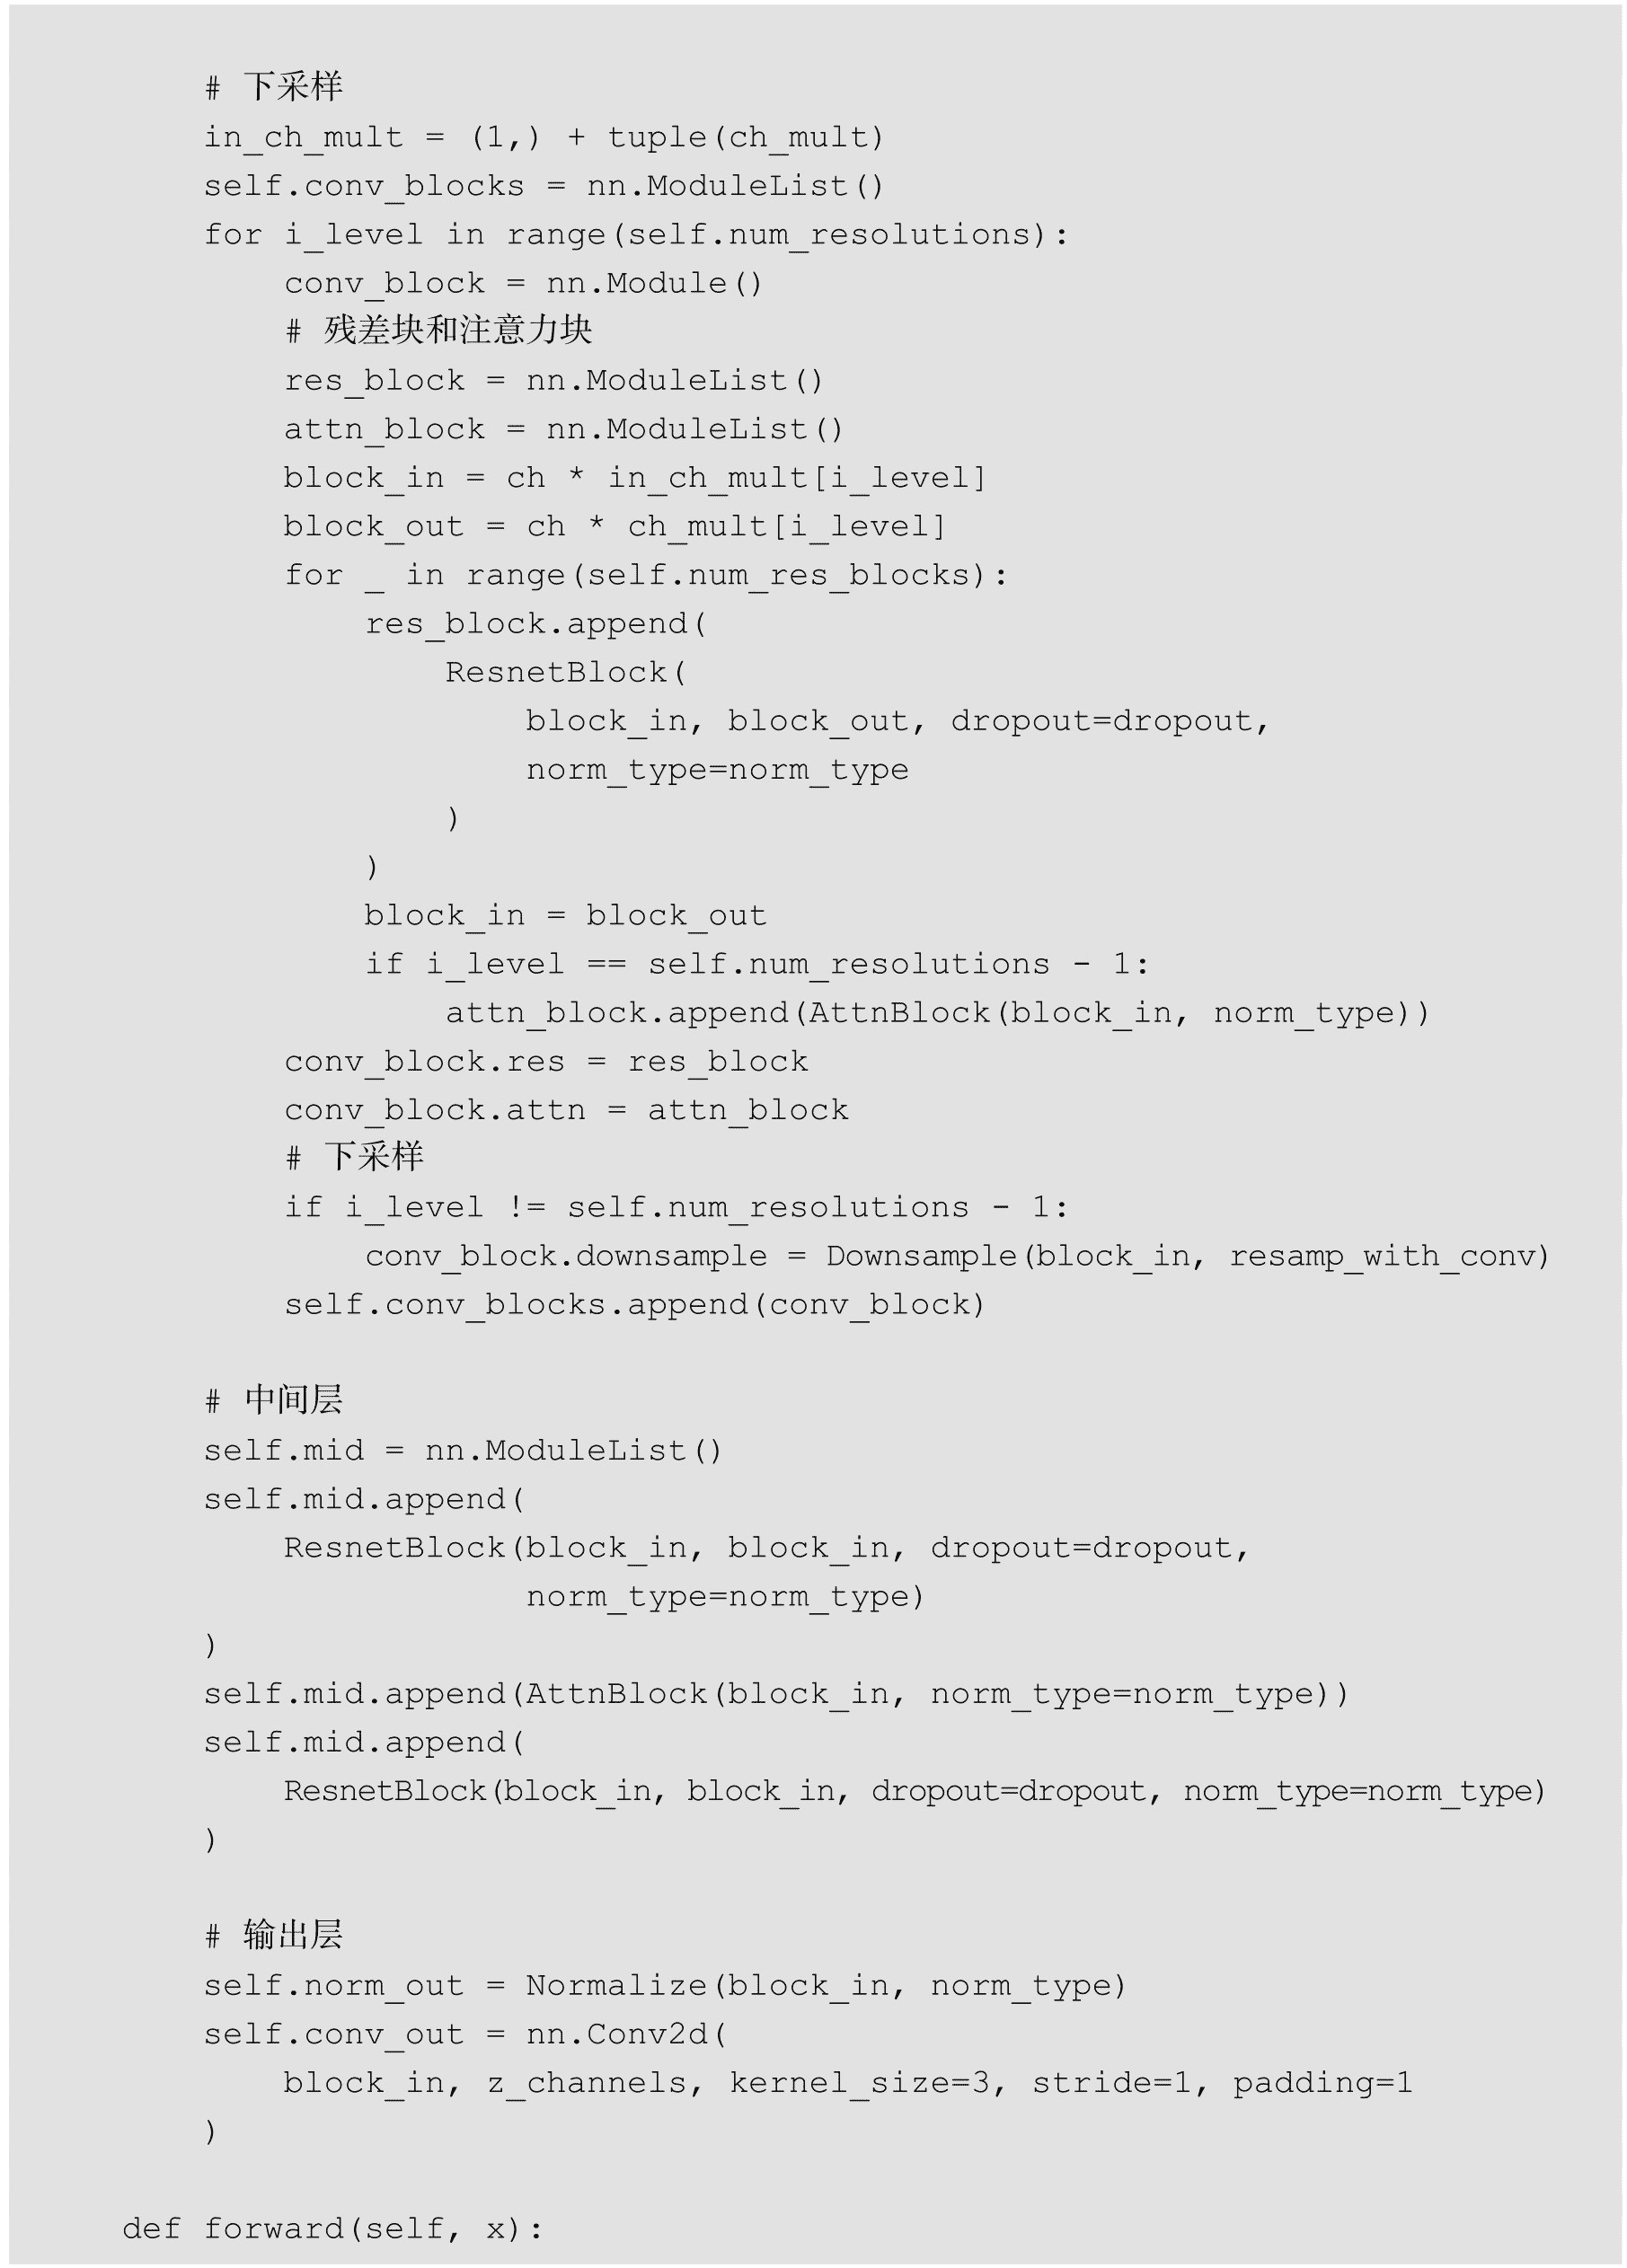 # 下采样
        in_ch_mult = (1,) + tuple(ch_mult)
        self.conv_blocks = nn.ModuleList()
        for i_level in range(self.num_resolutions):
            conv_block = nn.Module()
            # 残差块和注意力块
            res_block = nn.ModuleList()
            attn_block = nn.ModuleList()
            block_in = ch * in_ch_mult[i_level]
            block_out = ch * ch_mult[i_level]
            for _ in range(self.num_res_blocks):
                res_block.append(
                    ResnetBlock(
                        block_in, block_out, dropout=dropout,
                        norm_type=norm_type
                    )
                )
                block_in = block_out
                if i_level == self.num_resolutions - 1:
                    attn_block.append(AttnBlock(block_in, norm_type))
            conv_block.res = res_block
            conv_block.attn = attn_block
            # 下采样
            if i_level != self.num_resolutions - 1:
                conv_block.downsample = Downsample(block_in, resamp_with_conv)
            self.conv_blocks.append(conv_block)

        # 中间层
        self.mid = nn.ModuleList()
        self.mid.append(
            ResnetBlock(block_in, block_in, dropout=dropout,
                        norm_type=norm_type)
        )
        self.mid.append(AttnBlock(block_in, norm_type=norm_type))
        self.mid.append(
            ResnetBlock(block_in, block_in, dropout=dropout, norm_type=norm_type)
        )

        # 输出层
        self.norm_out = Normalize(block_in, norm_type)
        self.conv_out = nn.Conv2d(
            block_in, z_channels, kernel_size=3, stride=1, padding=1
        )

    def forward(self, x):